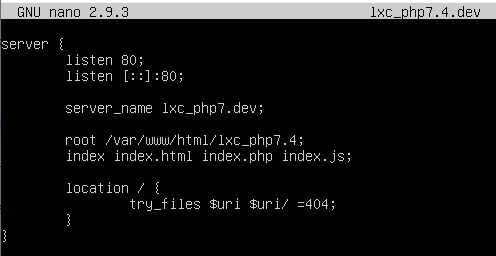 GNU nano 2.9.3 lxc_php7.4.dev
server {
listen 80;
listen [::]:80;
server_name lxc_php7.dev;
root /var/www/html/lxc_php7.4;
index index.html index.php index.js;
location / {
try_files $uri $uri/ =404;
}
}